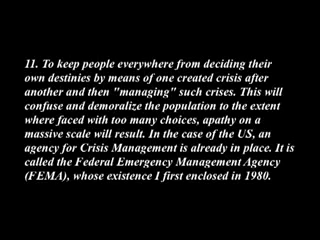 11. To keep people everywhere from deciding their
own destinies by means of one created crisis after
another and then "managing" such crises. This will
confuse and demoralize the population to the extent
where faced with too many choices, apathy on a
massive scale will result. In the case of the US, an
agency for Crisis Management is already in place. It is
called the Federal Emergency Management Agency
(FEMA), whose existence I first enclosed in 1980.